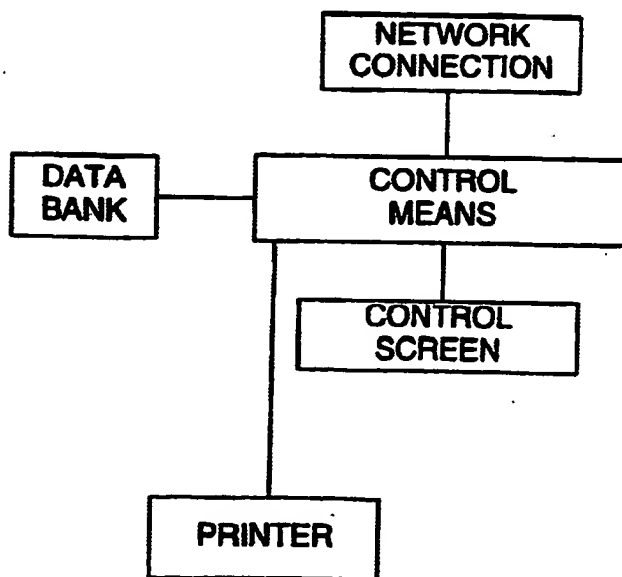 NETWORK
CONNECTION
DATA
BANK
CONTROL
MEANS
CONTROL
SCREEN
PRINTER